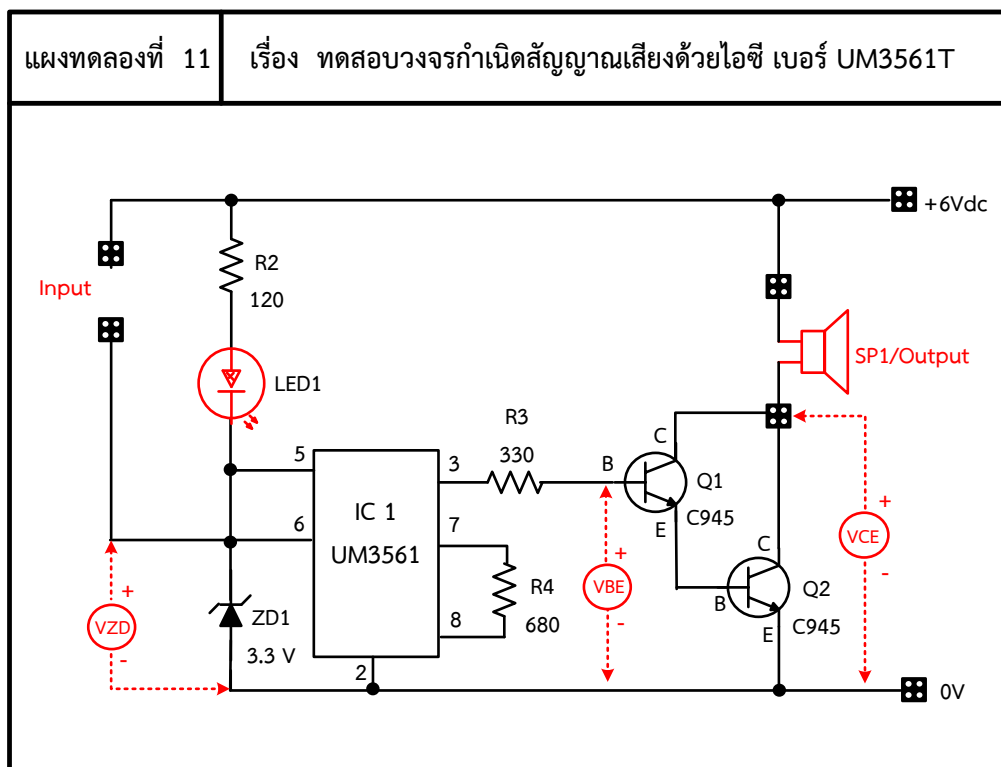 แผงทดลองที่ 11
เรื่อง ทดสอบวงจรกำเนิดสัญญาณเสียงด้วยไอซี เบอร์ UM3561T
+6Vdc
R2
120
Input
LED1
SP1/Output
R3
330
5
3
B
C
Q1
C945
E
6
IC 1
UM3561
7
R4
680
8
2
+
VZD
-
ZD1
3.3 V
+
VBE
-
C
B
Q2
C945
E
+
VCE
-
0V